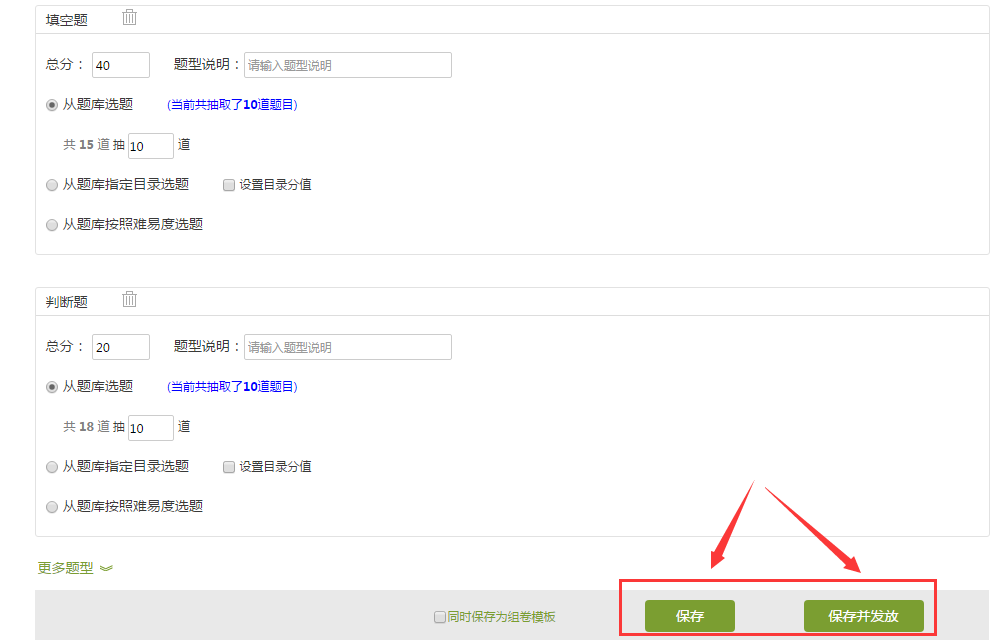 填空题
总分： 40 题型说明： 请输入题型说明
从题库选题 (当前共抽取了10道题目)
共 15 道 抽 10 道
从题库指定目录选题 设置目录分值
从题库按照难易度选题
判断题
总分： 20 题型说明： 请输入题型说明
从题库选题 (当前共抽取了10道题目)
共 18 道 抽 10 道
从题库指定目录选题 设置目录分值
从题库按照难易度选题
更多题型
同时保存为组卷模板 保存 保存并发放